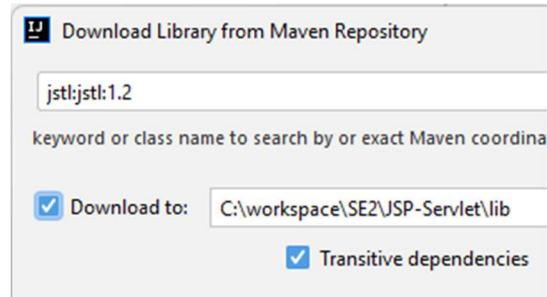 IJ Download Library from Maven Repository
jstl:jstl:1.2
keyword or class name to search by or exact Maven coordina
Download to: C:\workspace\SE2\JSP-Servlet\lib
Transitive dependencies